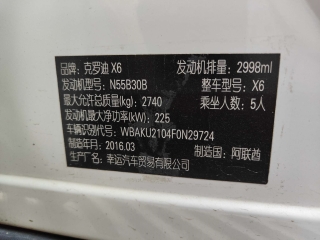 品牌：克罗迪 X6 发动机排量：2998ml
发动机型号：N55B30B 整车型号：X6
最大允许总质量(kg)：2740 乘坐人数：5人
发动机最大净功率(kW)：225
车辆识别代号：WBAKU2104F0N29724
制造年月：2016.03 制造国：阿联酋
生产厂名：幸远汽车贸易有限公司